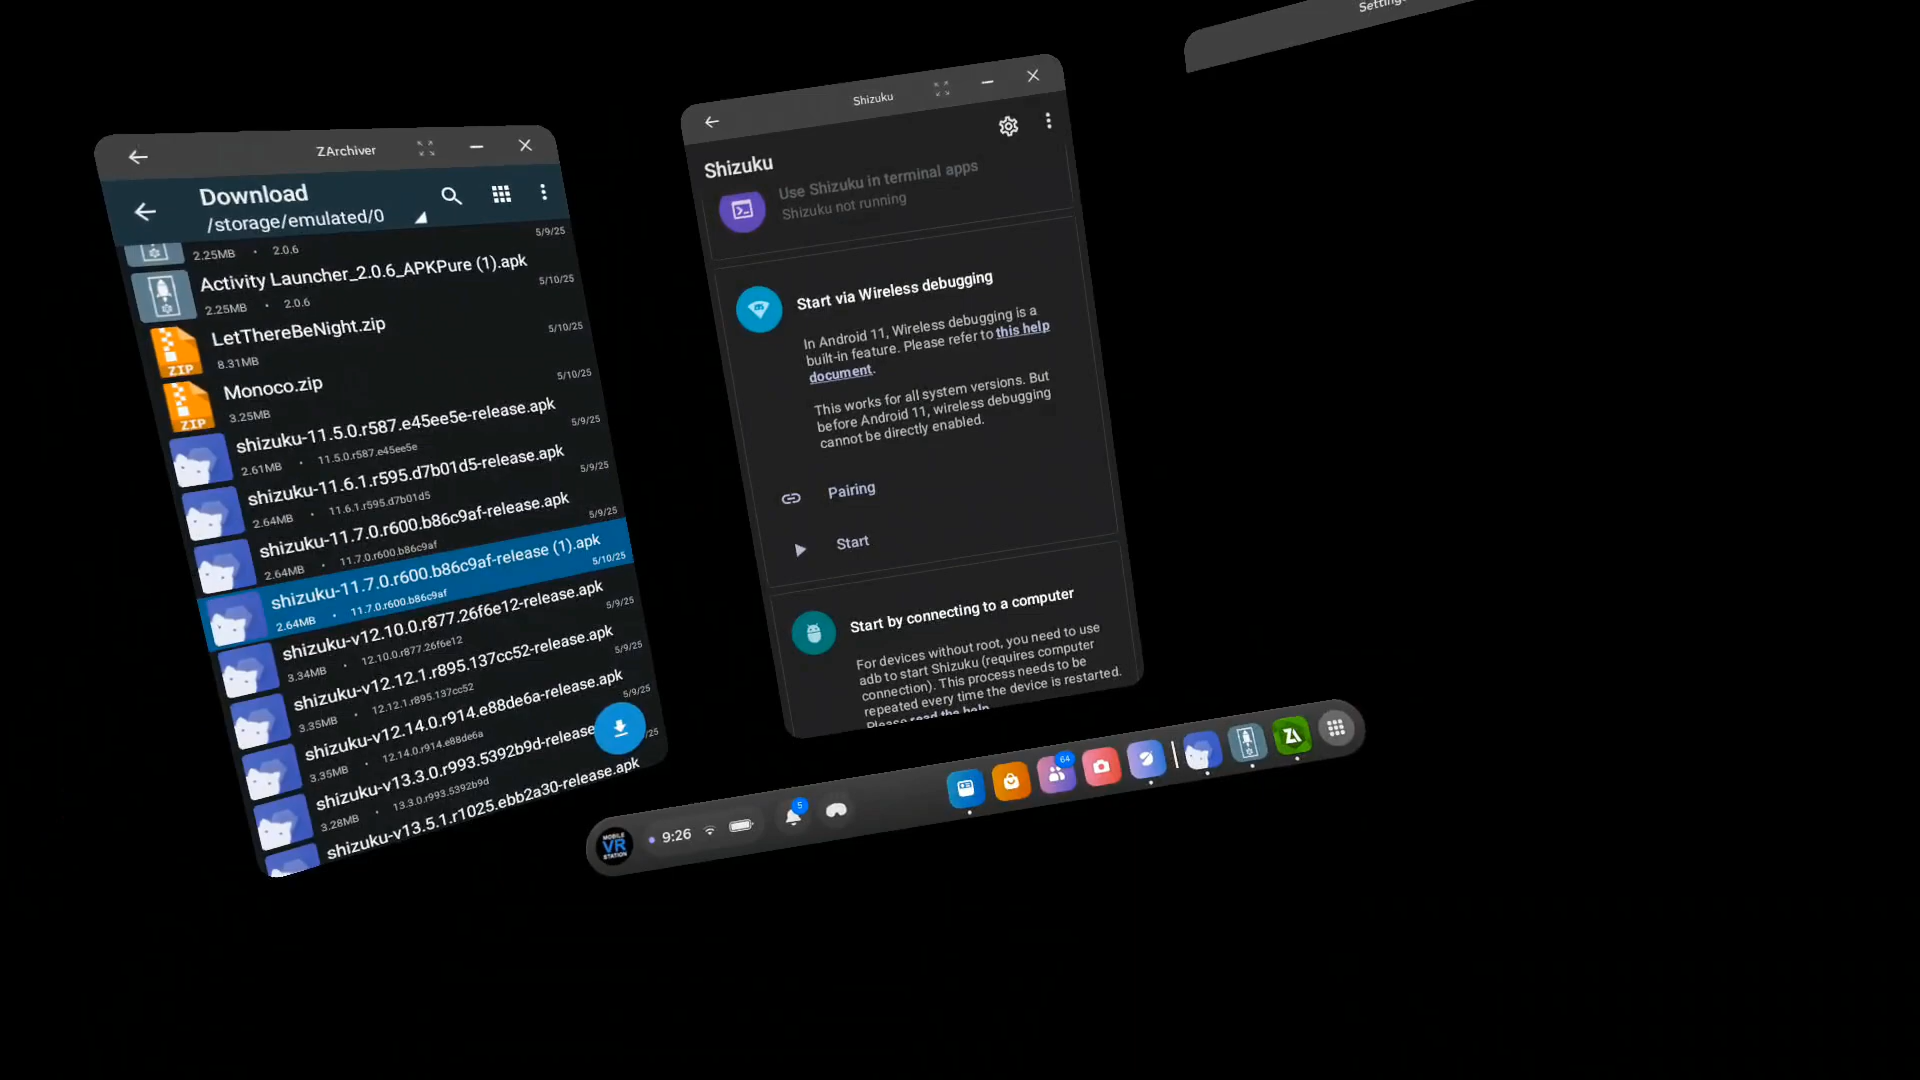 Settings
ZArchiver
Download
/storage/emulated/0
2.25MB · 2.0.6
5/9/25
Activity Launcher_2.0.6_APKPure (1).apk
2.25MB · 2.0.6
5/10/25
LetThereBeNight.zip
8.31MB
5/10/25
ZIP
Monoco.zip
3.25MB
5/10/25
ZIP
shizuku-11.5.0.r587.e45ee5e-release.apk
2.61MB · 11.5.0.r587.e45ee5e
5/9/25
shizuku-11.6.1.r595.d7b01d5-release.apk
2.64MB · 11.6.1.r595.d7b01d5
5/9/25
shizuku-11.7.0.r600.b86c9af-release.apk
2.64MB · 11.7.0.r600.b86c9af
5/9/25
shizuku-11.7.0.r600.b86c9af-release (1).apk
2.64MB · 11.7.0.r600.b86c9af
5/10/25
shizuku-v12.10.0.r877.26f6e12-release.apk
3.34MB · 12.10.0.r877.26f6e12
5/9/25
shizuku-v12.12.1.r895.137cc52-release.apk
3.35MB · 12.12.1.r895.137cc52
5/9/25
shizuku-v12.14.0.r914.e88de6a-release.apk
3.35MB · 12.14.0.r914.e88de6a
5/9/25
shizuku-v13.3.0.r993.5392b9d-release
3.28MB · 13.3.0.r993.5392b9d
/25
shizuku-v13.5.1.r1025.ebb2a30-release.apk
Shizuku
Shizuku
Use Shizuku in terminal apps
Shizuku not running
Start via Wireless debugging
In Android 11, Wireless debugging is a
built-in feature. Please refer to this help
document.
This works for all system versions. But
before Android 11, wireless debugging
cannot be directly enabled.
Pairing
Start
Start by connecting to a computer
For devices without root, you need to use
adb to start Shizuku (requires computer
connection). This process needs to be
repeated every time the device is restarted.
Please read the help
MOBILE
VR
STATION
9:26
5
64
ZA